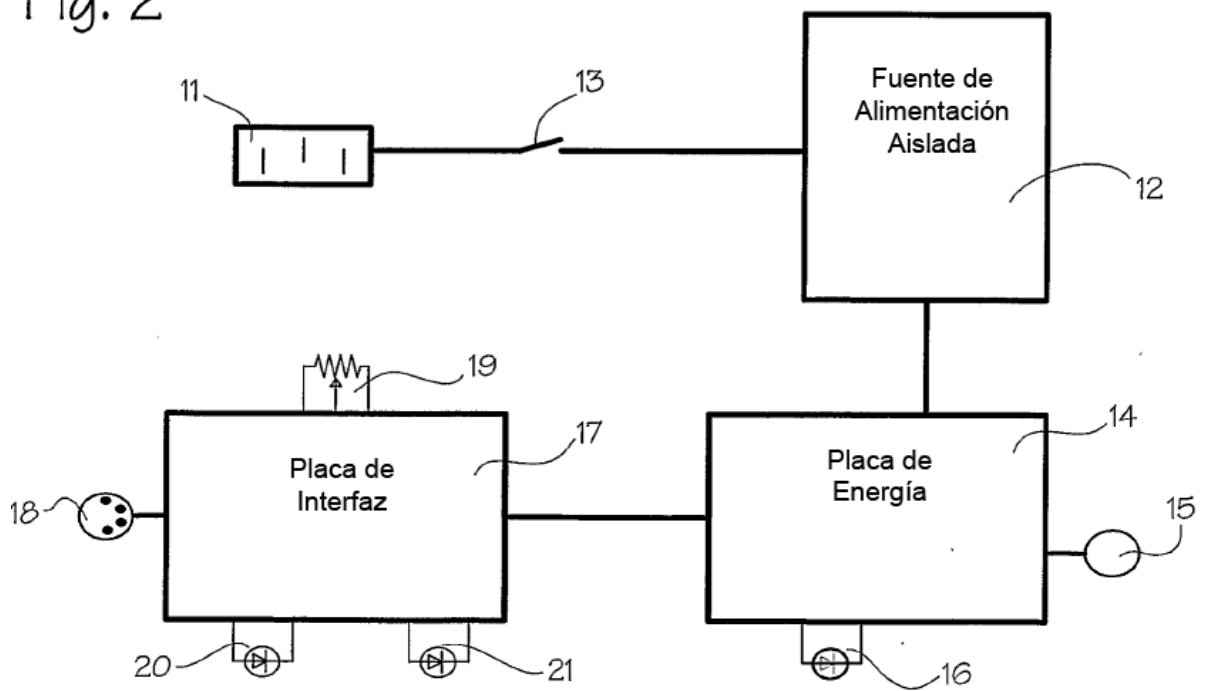 Fig. 2
11
13
Fuente de
Alimentación
Aislada
12
19
17
14
Placa de
Interfaz
Placa de
Energía
18
15
20
21
16